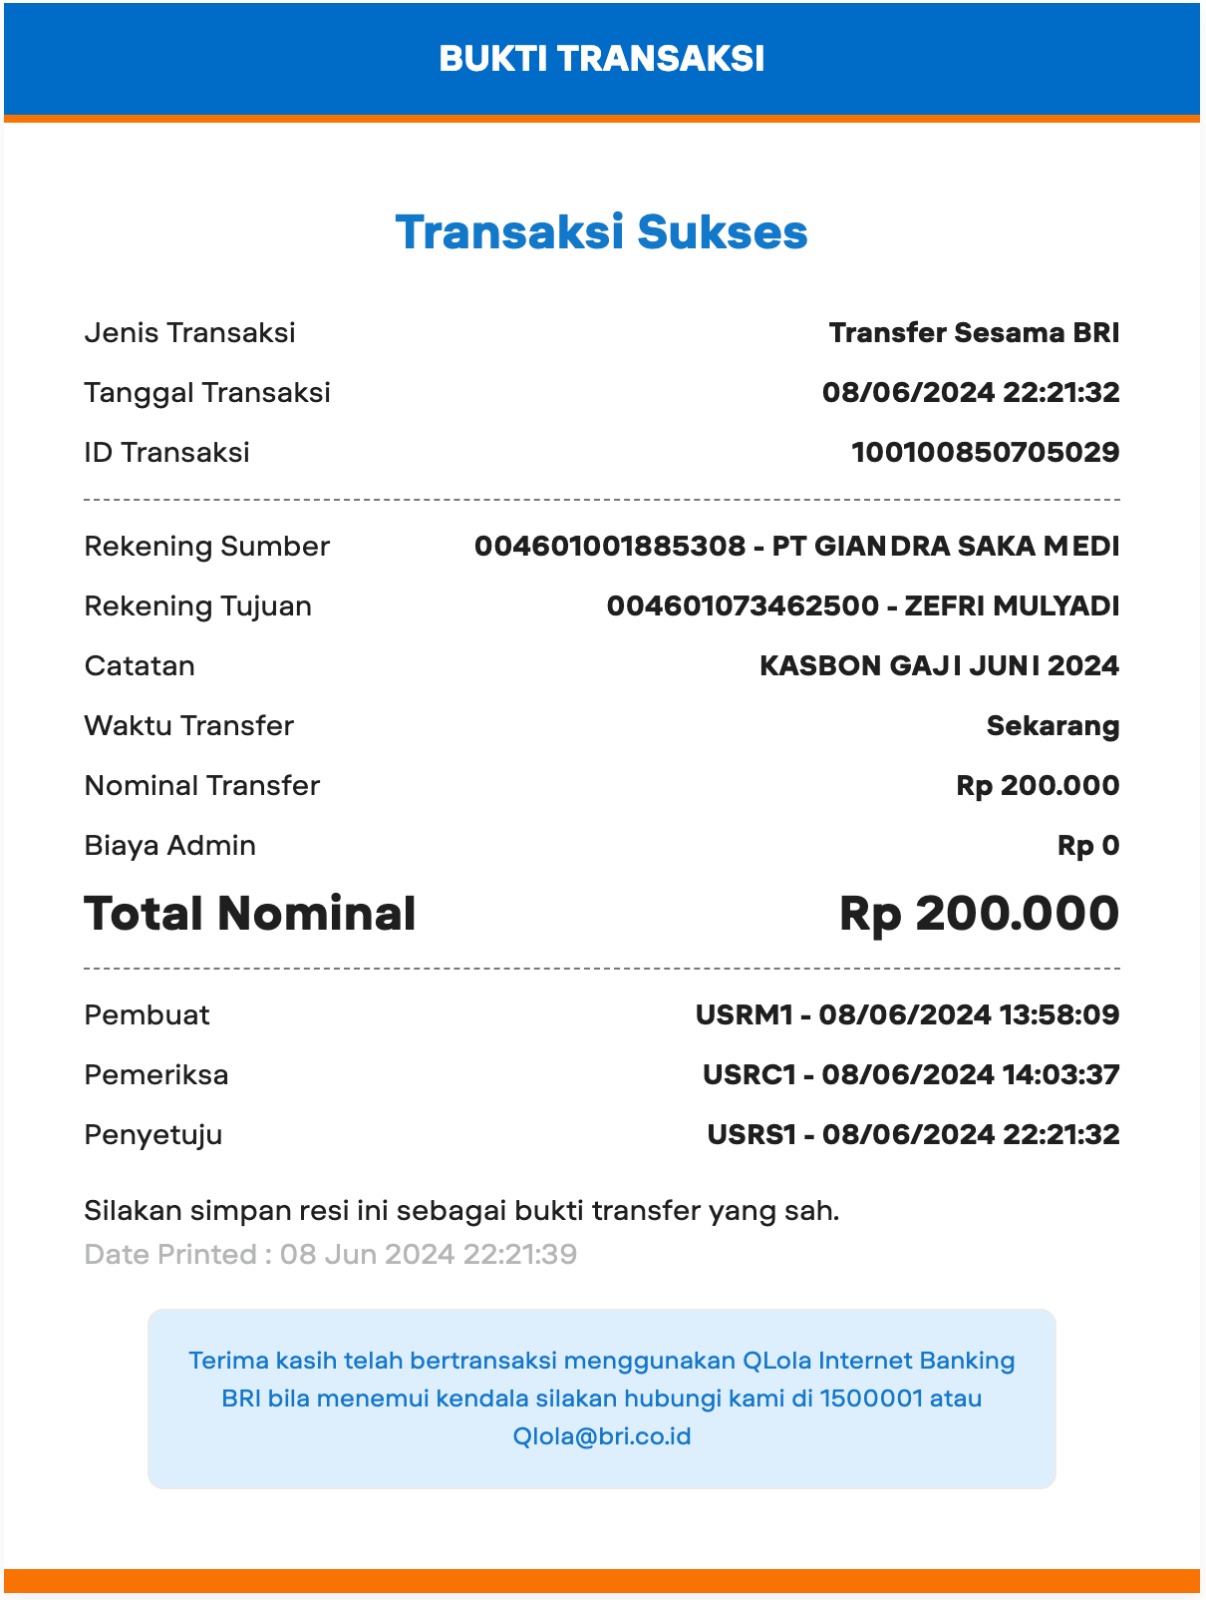 BUKTI TRANSAKSI
Transaksi Sukses
Jenis Transaksi Transfer Sesama BRI
Tanggal Transaksi 08/06/2024 22:21:32
ID Transaksi 100100850705029
Rekening Sumber 004601001885308 - PT GIANDRA SAKA MEDI
Rekening Tujuan 004601073462500 - ZEFRI MULYADI
Catatan KASBON GAJI JUNI 2024
Waktu Transfer Sekarang
Nominal Transfer Rp 200.000
Biaya Admin Rp 0
Total Nominal Rp 200.000
Pembuat USRM1 - 08/06/2024 13:58:09
Pemeriksa USRC1 - 08/06/2024 14:03:37
Penyetuju USRS1 - 08/06/2024 22:21:32
Silakan simpan resi ini sebagai bukti transfer yang sah.
Date Printed : 08 Jun 2024 22:21:39
Terima kasih telah bertransaksi menggunakan QLola Internet Banking
BRI bila menemui kendala silakan hubungi kami di 1500001 atau
Qlola@bri.co.id